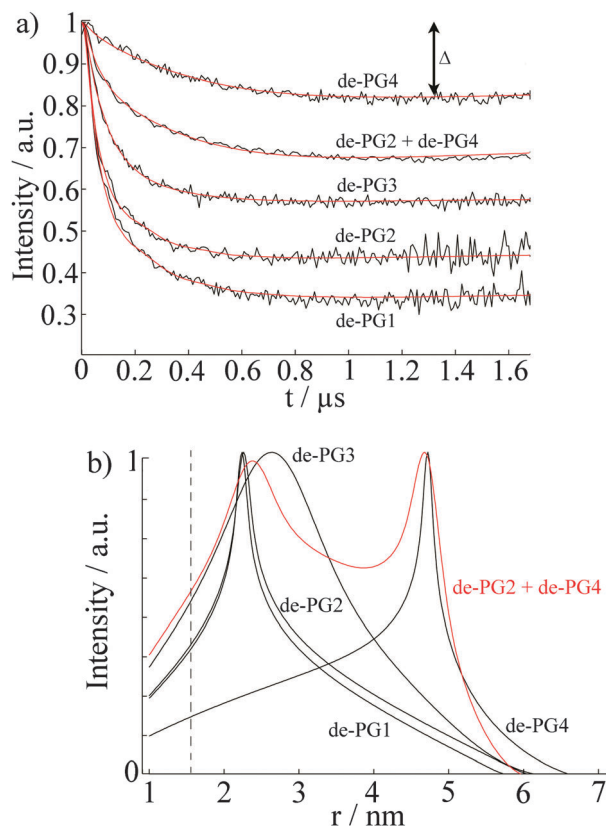 a)
1
0.9
0.8
0.7
0.6
0.5
0.4
0.3
Intensity / a.u.
Δ
de-PG4
de-PG2 + de-PG4
de-PG3
de-PG2
de-PG1
0 0.2 0.4 0.6 0.8 1 1.2 1.4 1.6
t / μs
b)
1
0
Intensity / a.u.
de-PG3
de-PG2
de-PG2 + de-PG4
de-PG1
de-PG4
1 2 3 4 5 6 7
r / nm